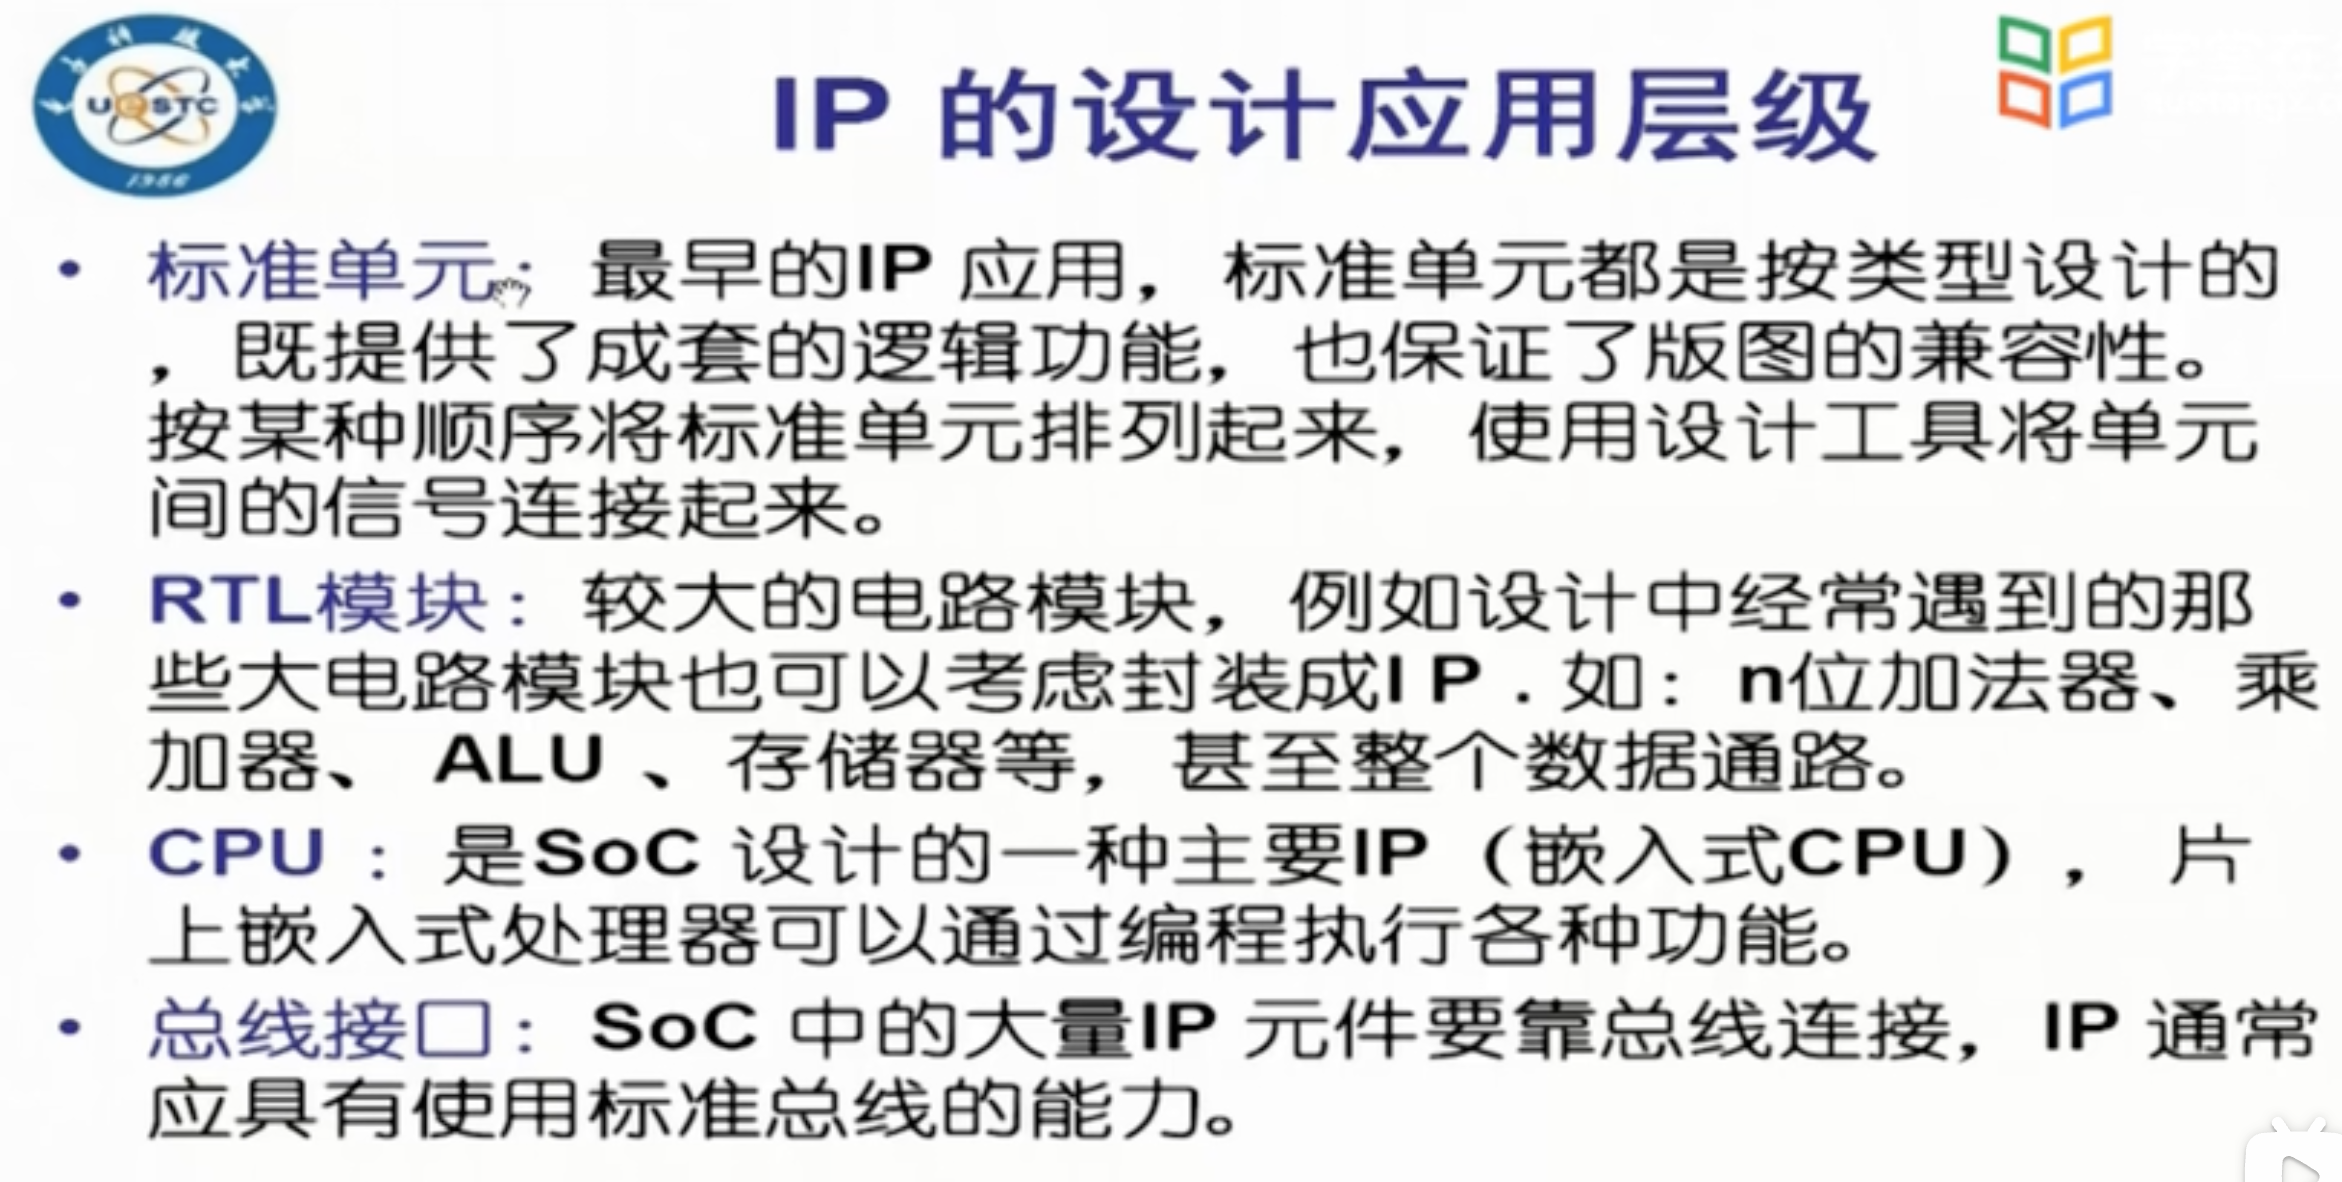 UESTC
1956
IP 的设计应用层级
• 标准单元: 最早的IP 应用，标准单元都是按类型设计的
，既提供了成套的逻辑功能，也保证了版图的兼容性。
按某种顺序将标准单元排列起来，使用设计工具将单元
间的信号连接起来。
• RTL模块: 较大的电路模块，例如设计中经常遇到的那
些大电路模块也可以考虑封装成I P . 如: n位加法器、乘
加器、 ALU 、存储器等，甚至整个数据通路。
• CPU : 是SoC 设计的一种主要IP（嵌入式CPU），片
上嵌入式处理器可以通过编程执行各种功能。
• 总线接口: SoC 中的大量IP 元件要靠总线连接，IP 通常
应具有使用标准总线的能力。